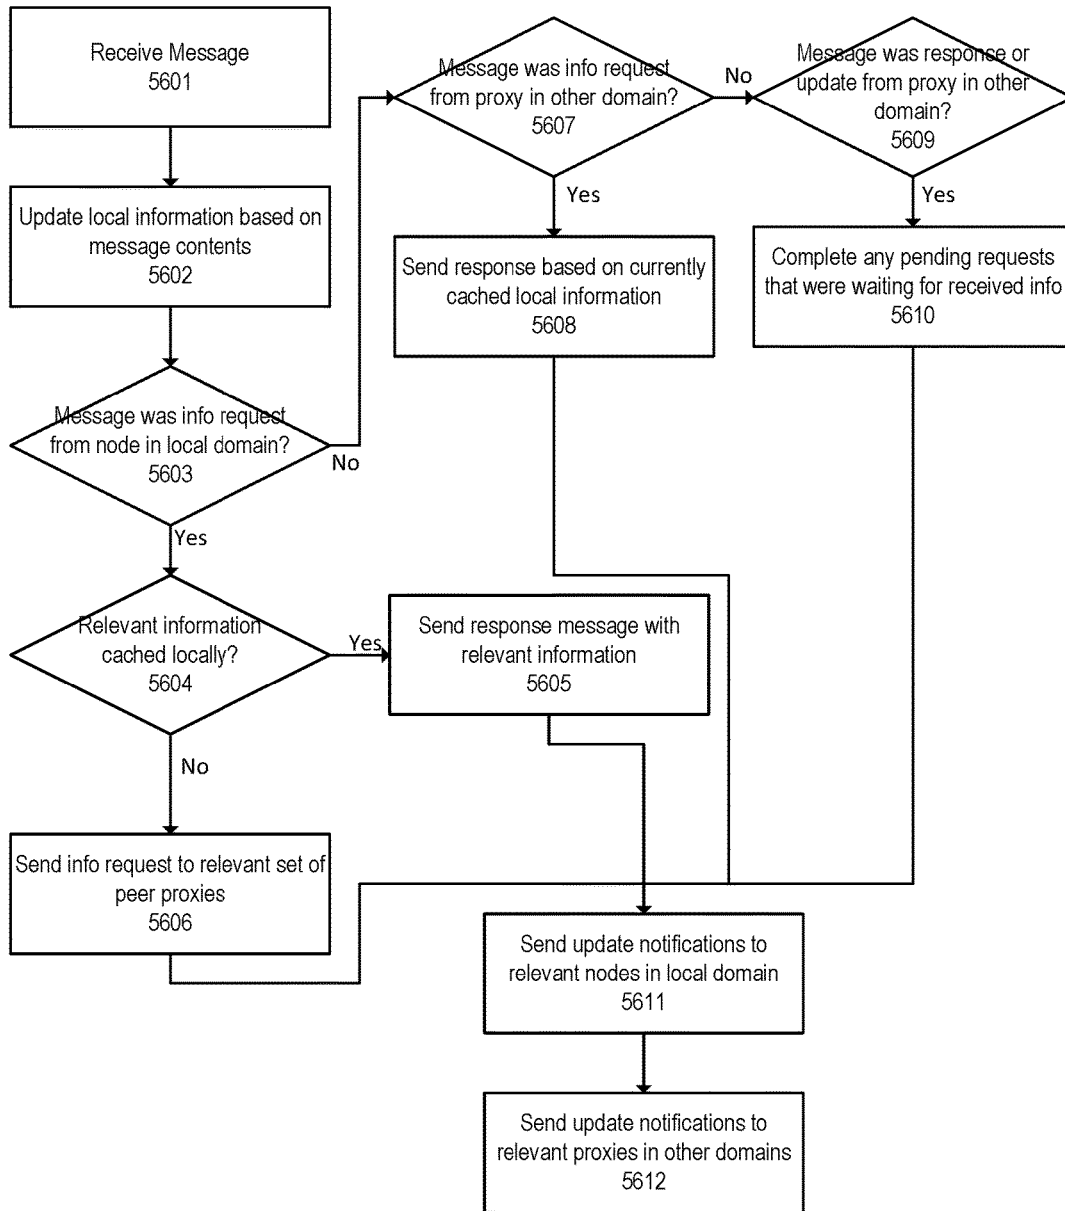 Receive Message
5601
Update local information based on
message contents
5602
Message was info request
from node in local domain?
5603
No
Yes
Relevant information
cached locally?
5604
Yes
No
Send response message with
relevant information
5605
Send info request to relevant set of
peer proxies
5606
Message was info request
from proxy in other domain?
5607
No
Yes
Send response based on currently
cached local information
5608
Message was response or
update from proxy in other
domain?
5609
Yes
Complete any pending requests
that were waiting for received info
5610
Send update notifications to
relevant nodes in local domain
5611
Send update notifications to
relevant proxies in other domains
5612